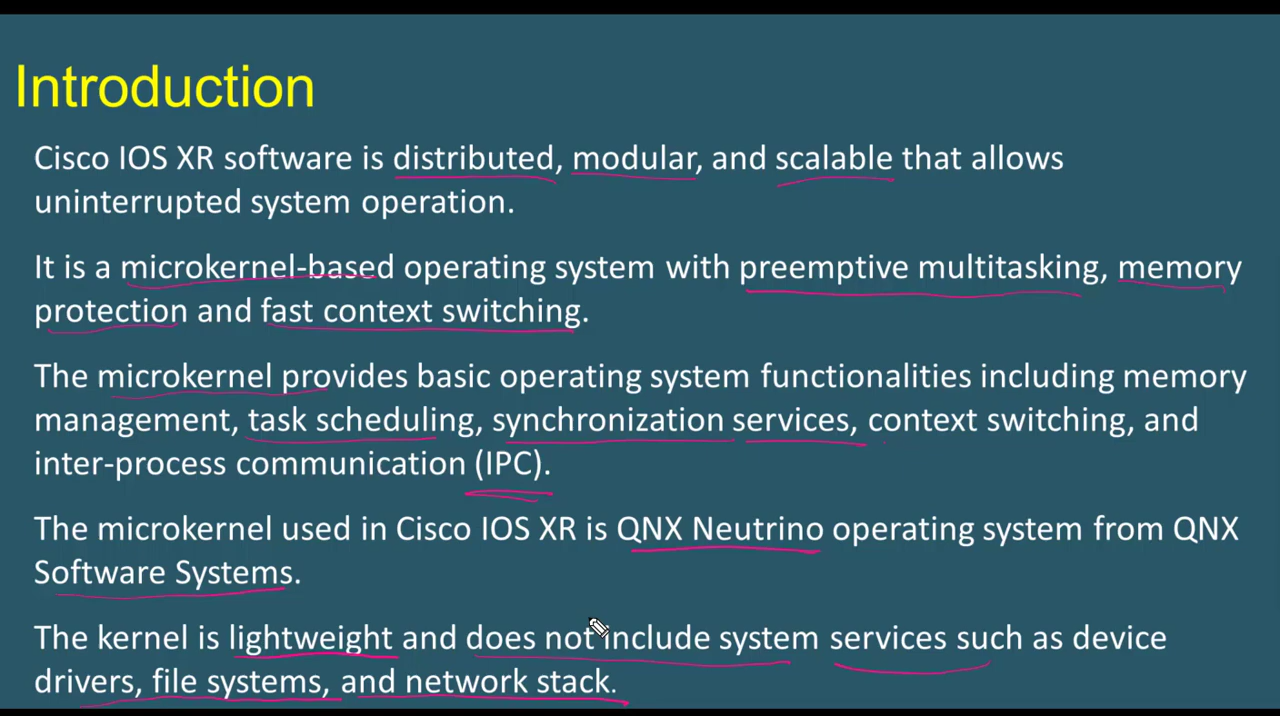 Introduction
Cisco IOS XR software is distributed, modular, and scalable that allows
uninterrupted system operation.
It is a microkernel-based operating system with preemptive multitasking, memory
protection and fast context switching.
The microkernel provides basic operating system functionalities including memory
management, task scheduling, synchronization services, context switching, and
inter-process communication (IPC).
The microkernel used in Cisco IOS XR is QNX Neutrino operating system from QNX
Software Systems.
The kernel is lightweight and does not include system services such as device
drivers, file systems, and network stack.